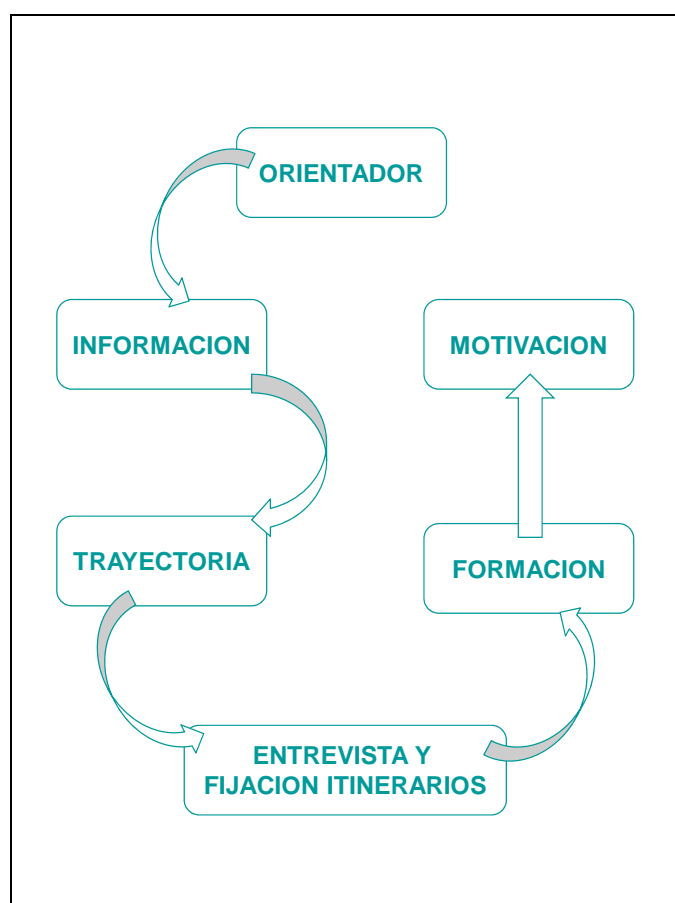 ORIENTADOR
INFORMACION
MOTIVACION
TRAYECTORIA
FORMACION
ENTREVISTA Y
FIJACION ITINERARIOS